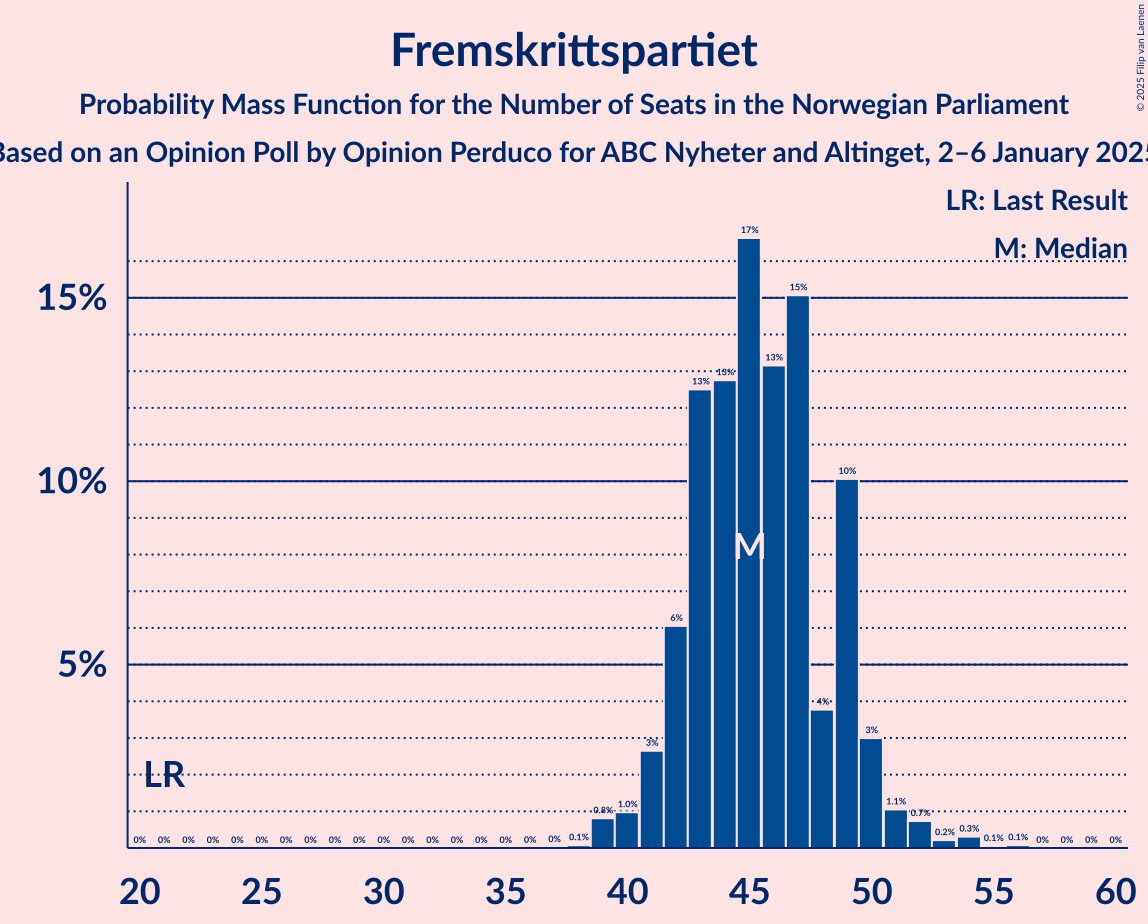 Fremskrittspartiet
Probability Mass Function for the Number of Seats in the Norwegian Parliament
Based on an Opinion Poll by Opinion Perduco for ABC Nyheter and Altinget, 2–6 January 2025
© 2025 Filip van Laenen
LR: Last Result
M: Median
17%
15%
15%
13%
13%
13%
10%
10%
M
6%
5%
4%
3%
3%
LR
0.8%
1.0%
1.1%
0.7%
0% 0% 0% 0% 0% 0% 0% 0% 0% 0% 0% 0% 0% 0% 0% 0% 0% 0% 0.1% 0.2% 0.3% 0.1% 0.1% 0% 0% 0% 0%
20 25 30 35 40 45 50 55 60